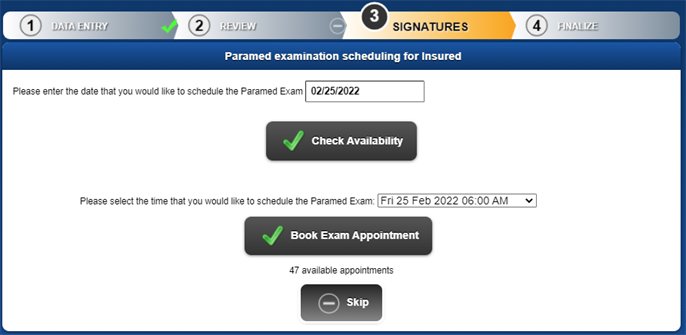 1 DATA ENTRY 2 REVIEW 3 SIGNATURES 4 FINALIZE
Paramed examination scheduling for Insured
Please enter the date that you would like to schedule the Paramed Exam 02/25/2022
Check Availability
Please select the time that you would like to schedule the Paramed Exam: Fri 25 Feb 2022 06:00 AM
Book Exam Appointment
47 available appointments
Skip